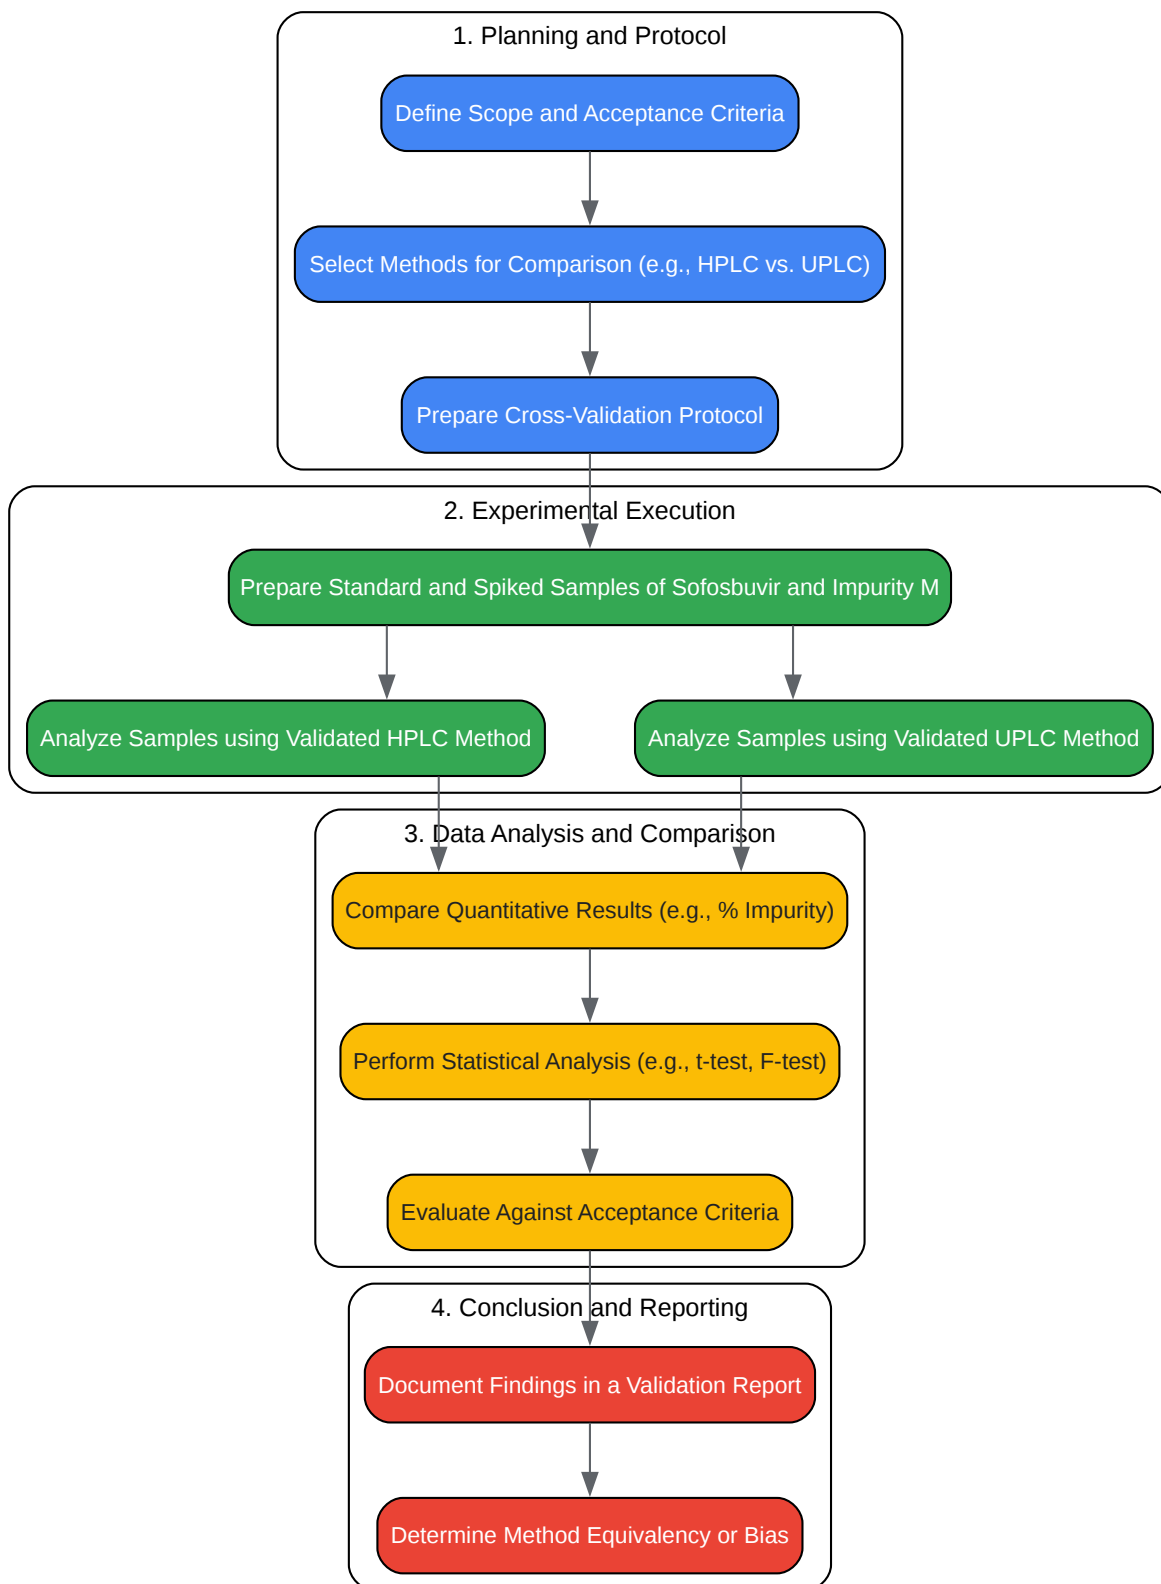 1. Planning and Protocol
Define Scope and Acceptance Criteria
Select Methods for Comparison (e.g., HPLC vs. UPLC)
Prepare Cross-Validation Protocol
2. Experimental Execution
Prepare Standard and Spiked Samples of Sofosbuvir and Impurity M
Analyze Samples using Validated HPLC Method
Analyze Samples using Validated UPLC Method
3. Data Analysis and Comparison
Compare Quantitative Results (e.g., % Impurity)
Perform Statistical Analysis (e.g., t-test, F-test)
Evaluate Against Acceptance Criteria
4. Conclusion and Reporting
Document Findings in a Validation Report
Determine Method Equivalency or Bias